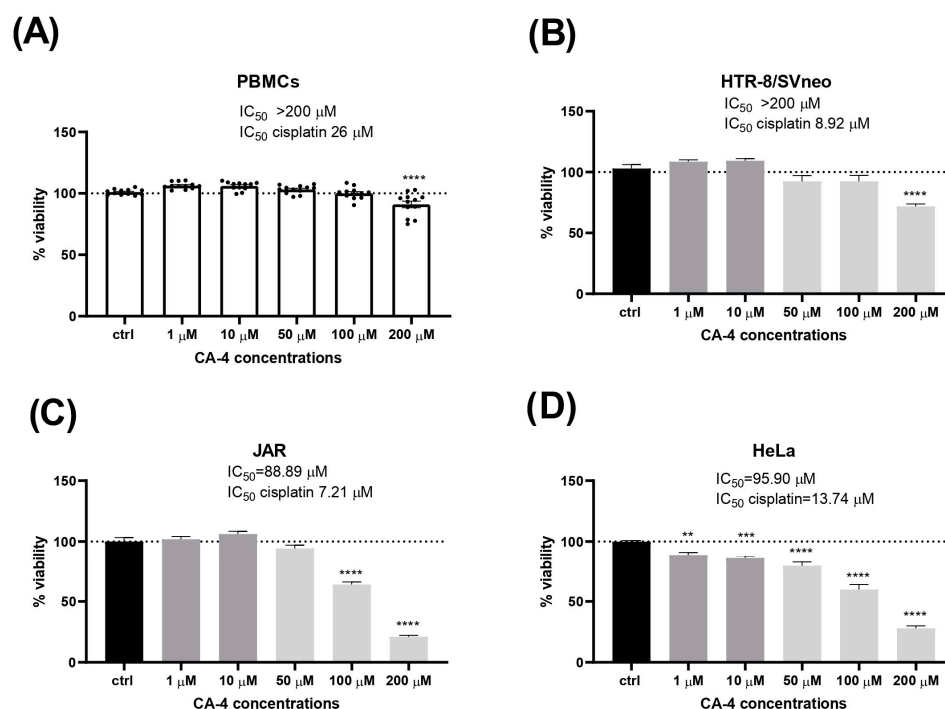 (A)
PBMCs
IC50 >200 μM
IC50 cisplatin 26 μM
% viability
150
100
50
0
****
ctrl 1 μM 10 μM 50 μM 100 μM 200 μM
CA-4 concentrations
(B)
HTR-8/SVneo
IC50 >200 μM
IC50 cisplatin 8.92 μM
% viability
150
100
50
0
****
ctrl 1 μM 10 μM 50 μM 100 μM 200 μM
CA-4 concentrations
(C)
JAR
IC50=88.89 μM
IC50 cisplatin 7.21 μM
% viability
150
100
50
0
****
****
ctrl 1 μM 10 μM 50 μM 100 μM 200 μM
CA-4 concentrations
(D)
HeLa
IC50=95.90 μM
IC50 cisplatin=13.74 μM
% viability
150
100
50
0
** ***
****
****
****
ctrl 1 μM 10 μM 50 μM 100 μM 200 μM
CA-4 concentrations